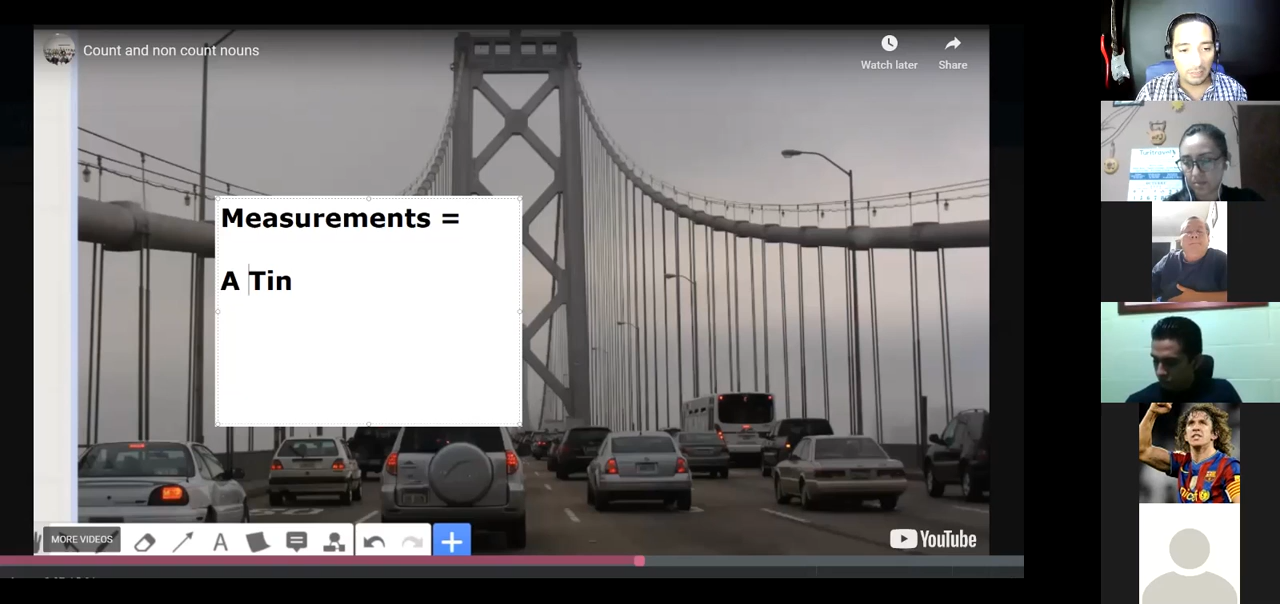 Count and non count nouns
Watch later
Share
Measurements =
A Tin
MORE VIDEOS
A
YouTube